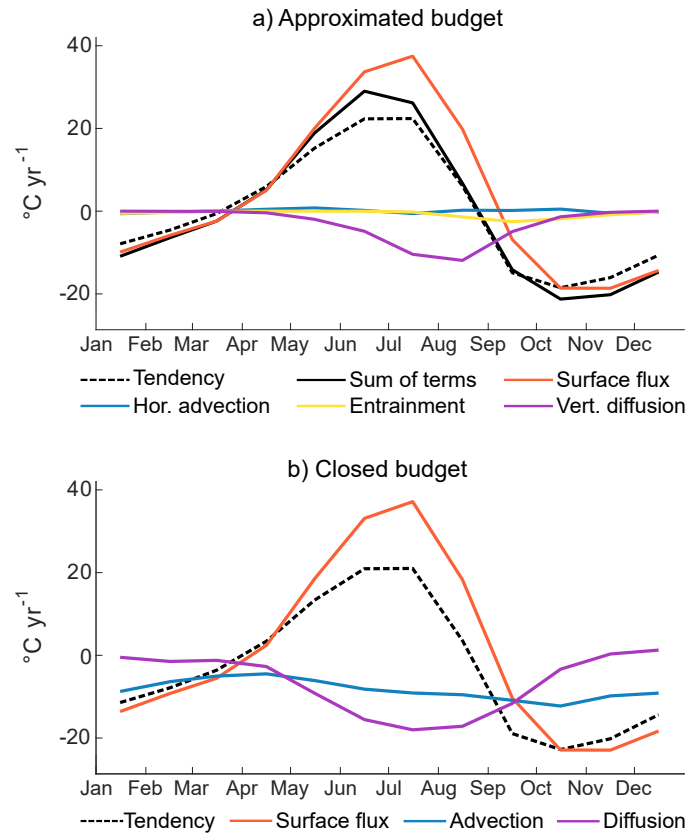 a) Approximated budget
40
20
0
-20
°C yr⁻¹
Jan Feb Mar Apr May Jun Jul Aug Sep Oct Nov Dec
Tendency Sum of terms Surface flux
Hor. advection Entrainment Vert. diffusion
b) Closed budget
40
20
0
-20
°C yr⁻¹
Jan Feb Mar Apr May Jun Jul Aug Sep Oct Nov Dec
Tendency Surface flux Advection Diffusion